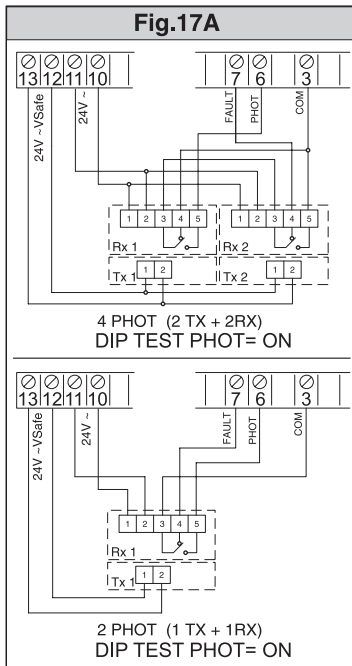 Fig.17A
13 12 11 10 7 6 3
24V ~VSafe
24V ~
FAULT
PHOT
COM
1 2 3 4 5
1 2 3 4 5
Rx 1
Rx 2
Tx 1
1 2
Tx 2
1 2
4 PHOT (2 TX + 2RX)
DIP TEST PHOT= ON
13 12 11 10 7 6 3
24V ~VSafe
24V ~
FAULT
PHOT
COM
1 2 3 4 5
Rx 1
Tx 1
1 2
2 PHOT (1 TX + 1RX)
DIP TEST PHOT= ON